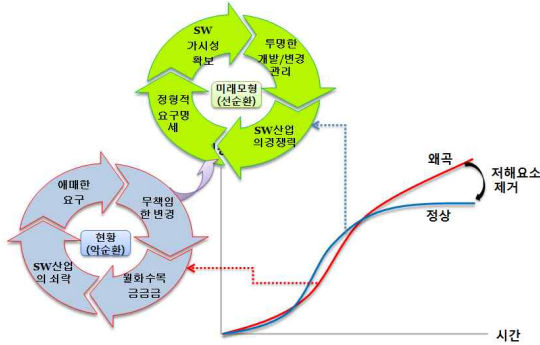 SW
가시성
확보
투명한
개발/변경
관리
미래모형
(선순환)
정형적
요구명
세
SW산업
의경쟁력
애매한
요구
무책임
한 변경
현황
(악순환)
SW산업
의 쇠락
월화수목
금금금
왜곡
저해요소
제거
정상
시간